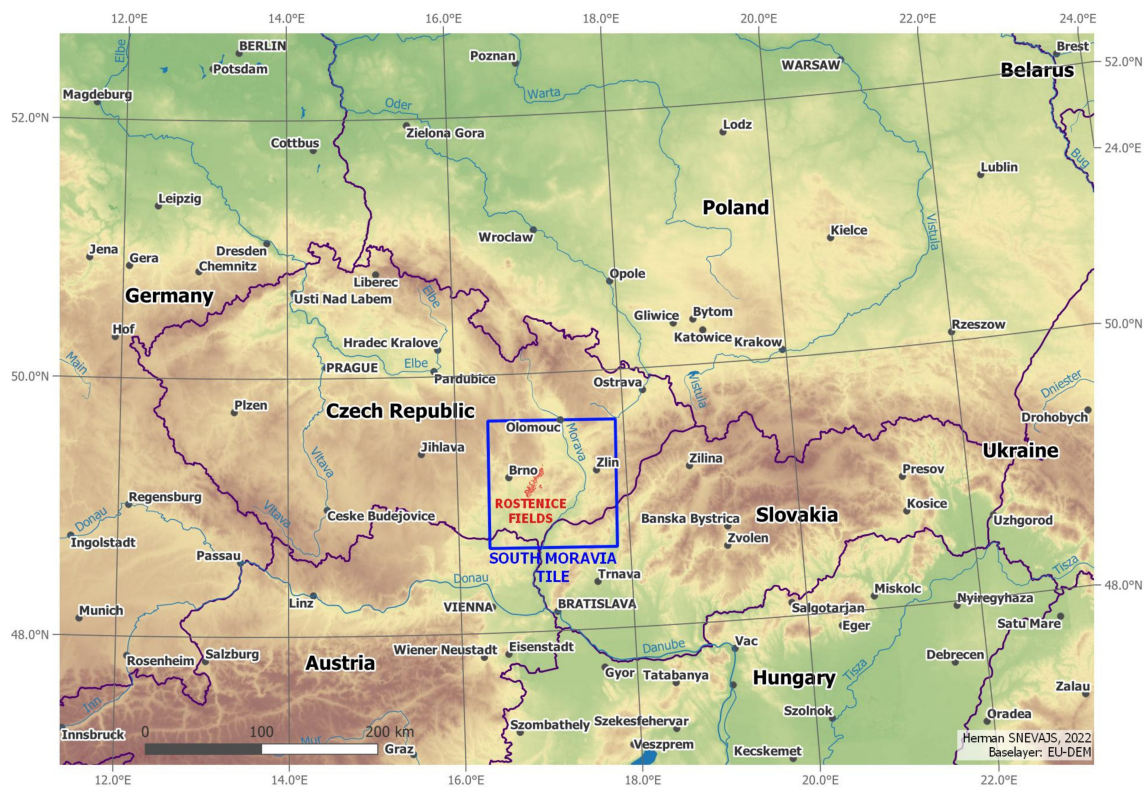 12.0°E 14.0°E 16.0°E 18.0°E 20.0°E 22.0°E 24.0°E
BERLIN
Brest
Elbe
Poznan
WARSAW
52.0°N
Potsdam
Belarus
Magdeburg
Warta
Oder
52.0°N
Zielona Gora
Lodz
Cottbus
24.0°E
Bug
Lublin
Leipzig
Poland
Vistula
Wroclaw
Kielce
Jena
Gera
Dresden
Chemnitz
Opole
Liberec
Germany
Usti Nad Labem
Elbe
Gliwice
Bytom
Rzeszow
50.0°N
Hof
Hradec Kralove
Katowice
Krakow
Main
PRAGUE
Elbe
50.0°N
Pardubice
Ostrava
Vistula
Dniester
Plzen
Czech Republic
Drohobych
Olomouc
Morava
Jihlava
Ukraine
Vltava
Brno
Zlin
Zilina
Presov
Regensburg
ROSTENICE
FIELDS
Kosice
Donau
Vltava
Ceske Budejovice
Banska Bystrica
Slovakia
Uzhgorod
Ingolstadt
Zvolen
Passau
SOUTH MORAVIA
TILE
Tisza
Donau
Trnava
Miskolc
48.0°N
Linz
VIENNA
BRATISLAVA
Salgotarjan
Nyiregyhaza
Munich
Eger
Satu Mare
48.0°N
Wiener Neustadt
Eisenstadt
Danube
Vac
Rosenheim
Salzburg
Austria
Debrecen
Gyor
Tatabanya
Hungary
Tisza
Inn
Zalau
Szolnok
Oradea
0 100 200 km
Szombathely
Szekesfehervar
Innsbruck
Mur
Graz
Veszprem
Kecskemet
Herman SNEVAJS, 2022
Baselayer: EU-DEM
12.0°E 14.0°E 16.0°E 18.0°E 20.0°E 22.0°E